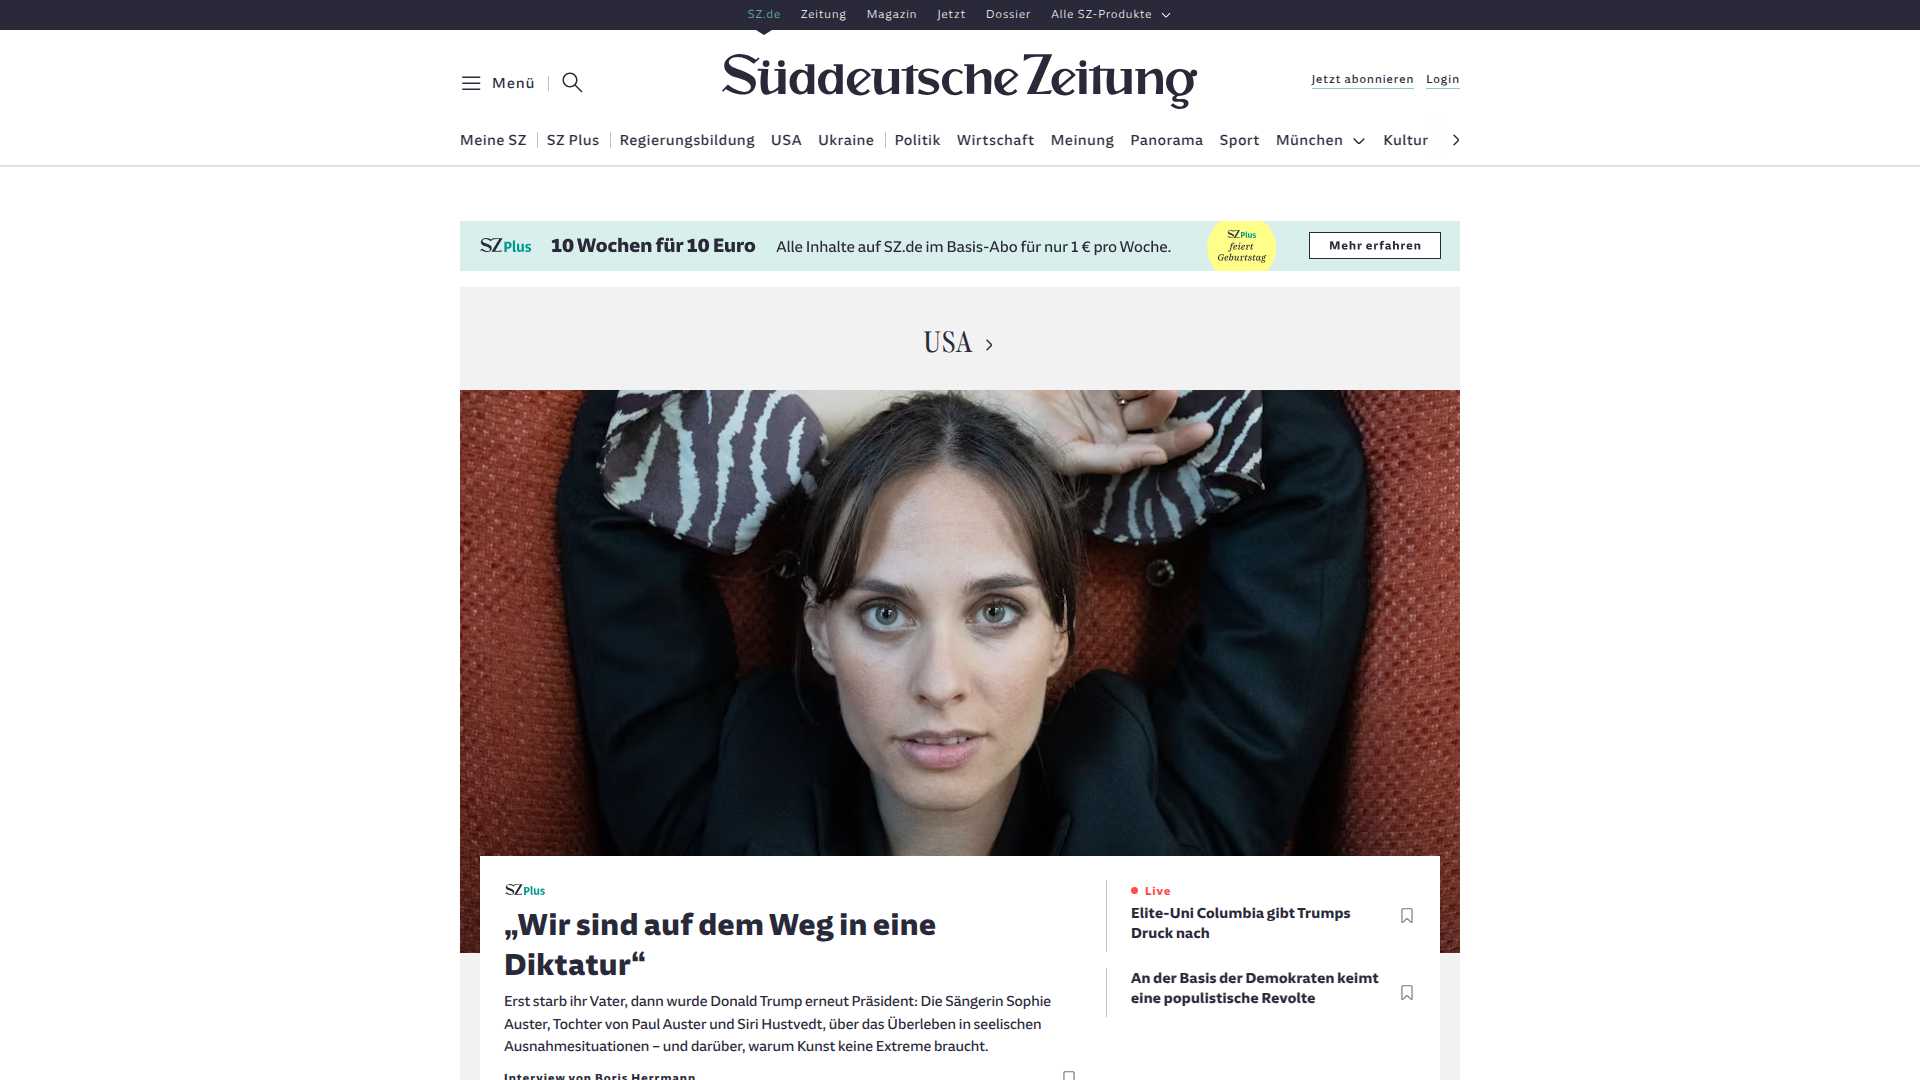 SZ.de Zeitung Magazin Jetzt Dossier Alle SZ-Produkte
Menü
Süddeutsche Zeitung
Jetzt abonnieren Login
Meine SZ SZ Plus Regierungsbildung USA Ukraine Politik Wirtschaft Meinung Panorama Sport München Kultur
SZ Plus 10 Wochen für 10 Euro Alle Inhalte auf SZ.de im Basis-Abo für nur 1 € pro Woche.
SZ Plus
feiert
Geburtstag
Mehr erfahren
USA
SZ Plus
„Wir sind auf dem Weg in eine
Diktatur“
Erst starb ihr Vater, dann wurde Donald Trump erneut Präsident: Die Sängerin Sophie
Auster, Tochter von Paul Auster und Siri Hustvedt, über das Überleben in seelischen
Ausnahmesituationen – und darüber, warum Kunst keine Extreme braucht.
Interview von Boris Herrmann
Live
Elite-Uni Columbia gibt Trumps
Druck nach
An der Basis der Demokraten keimt
eine populistische Revolte